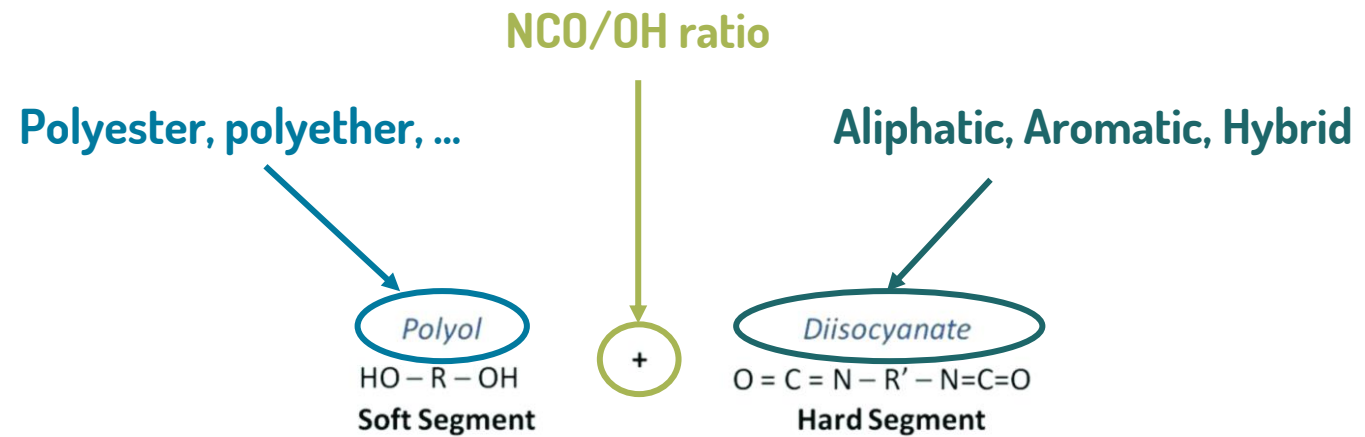 NCO/OH ratio
Polyester, polyether, ...
Aliphatic, Aromatic, Hybrid
Polyol
+
Diisocyanate
HO – R – OH
O = C = N – R' – N=C=O
Soft Segment
Hard Segment